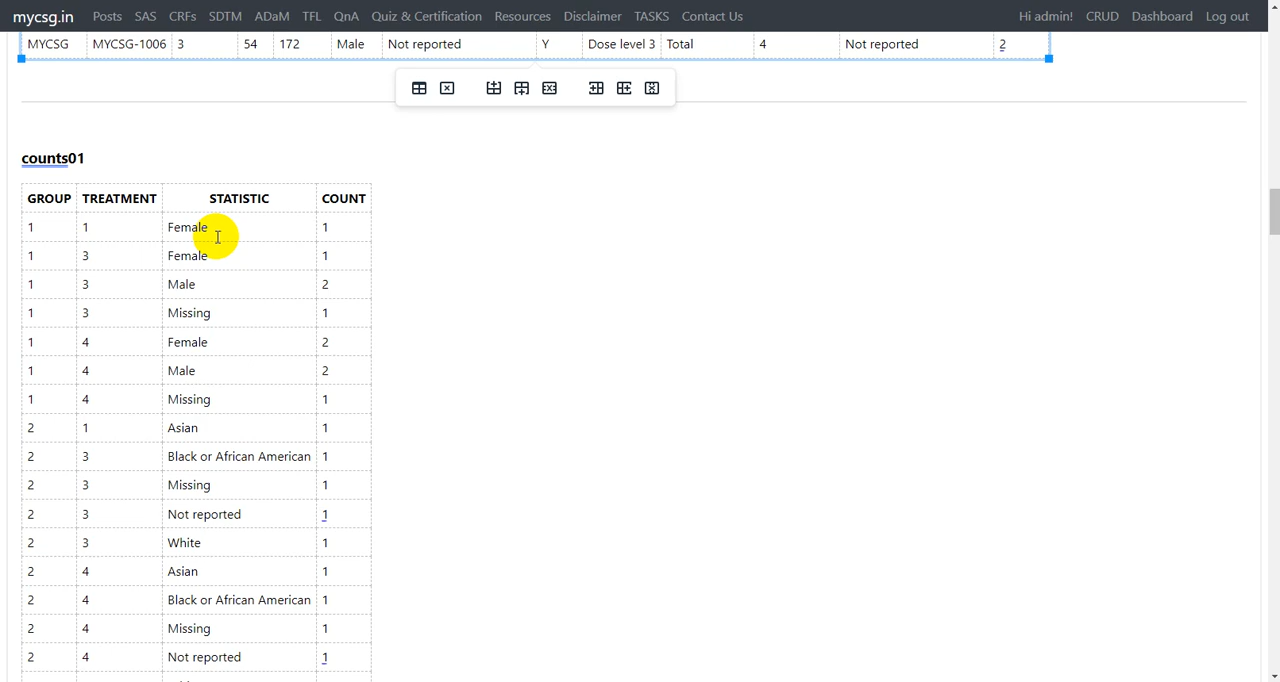 mycsg.in Posts SAS CRFs SDTM ADaM TFL QnA Quiz & Certification Resources Disclaimer TASKS Contact Us Hi admin! CRUD Dashboard Log out
MYCSG MYCSG-1006 3 54 172 Male Not reported Y Dose level 3 Total 4 Not reported 2
counts01
GROUP TREATMENT STATISTIC COUNT
1 1 Female 1
1 3 Female 1
1 3 Male 2
1 3 Missing 1
1 4 Female 2
1 4 Male 2
1 4 Missing 1
2 1 Asian 1
2 3 Black or African American 1
2 3 Missing 1
2 3 Not reported 1
2 3 White 1
2 4 Asian 1
2 4 Black or African American 1
2 4 Missing 1
2 4 Not reported 1